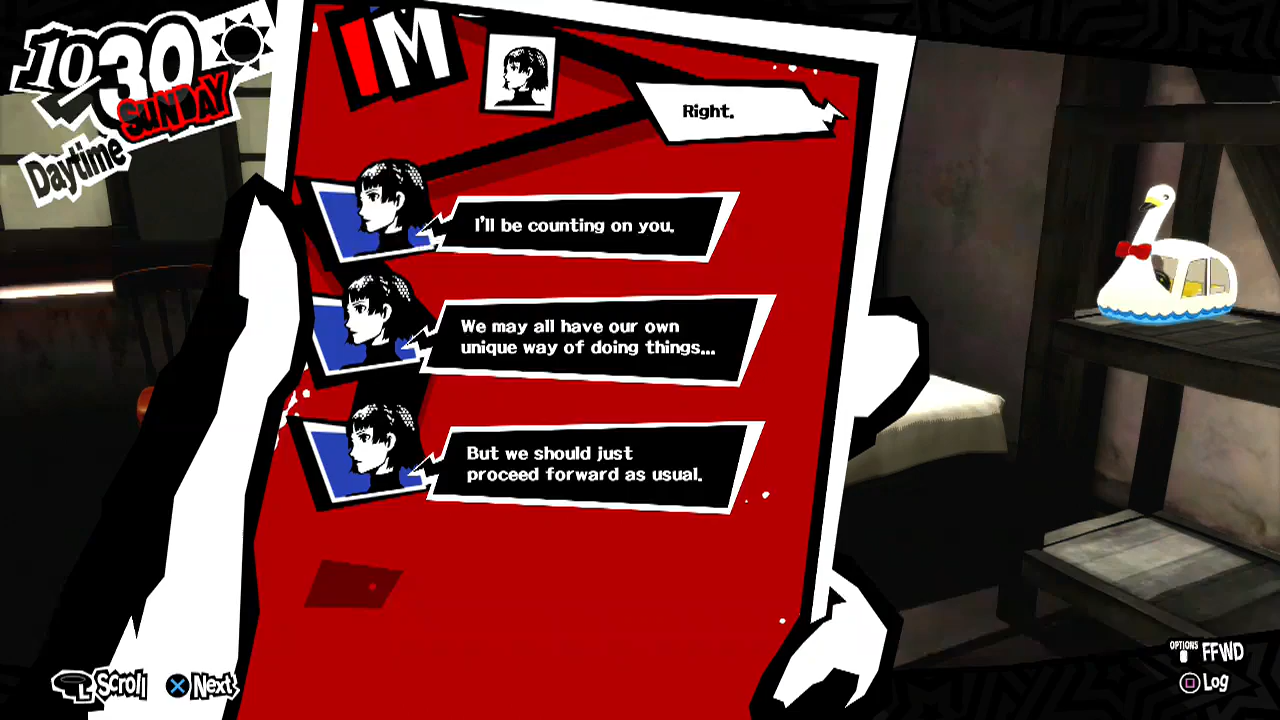 10/30
SUNDAY
Daytime
IM
Right.
I'll be counting on you.
We may all have our own
unique way of doing things...
But we should just
proceed forward as usual.
L Scroll
Next
OPTIONS FFWD
Log